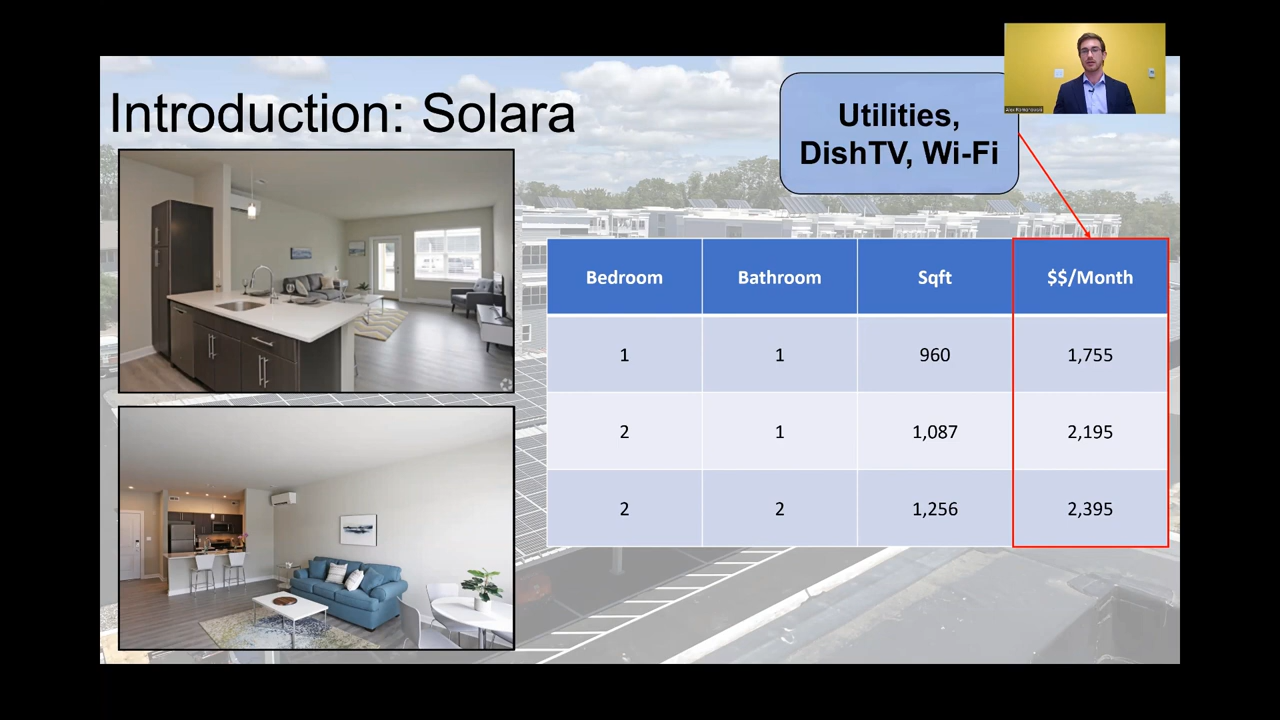 Introduction: Solara
Utilities,
DishTV, Wi-Fi
Bedroom Bathroom Sqft $$/Month
1 1 960 1,755
2 1 1,087 2,195
2 2 1,256 2,395